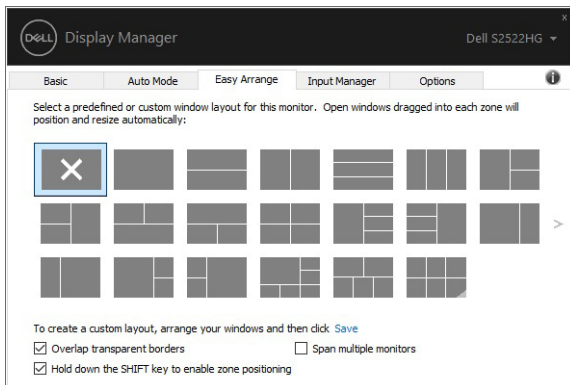 DELL Display Manager
x
Dell S2522HG
Basic Auto Mode Easy Arrange Input Manager Options
Select a predefined or custom window layout for this monitor. Open windows dragged into each zone will
position and resize automatically:
To create a custom layout, arrange your windows and then click Save
Overlap transparent borders Span multiple monitors
Hold down the SHIFT key to enable zone positioning